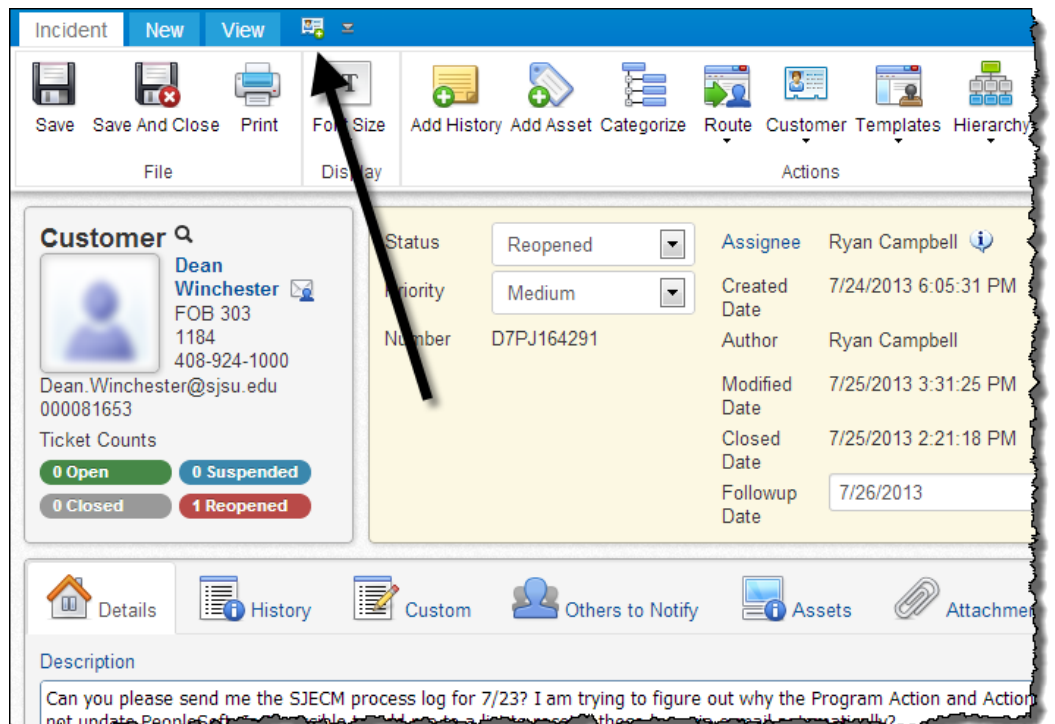 Incident New View
Save Save And Close Print Font Size Add History Add Asset Categorize Route Customer Templates Hierarchy
File Display Actions
Customer
Dean
Winchester
FOB 303
1184
408-924-1000
Dean.Winchester@sjsu.edu
000081653
Ticket Counts
0 Open 0 Suspended
0 Closed 1 Reopened
Status Reopened
Priority Medium
Number D7PJ164291
Assignee Ryan Campbell
Created Date 7/24/2013 6:05:31 PM
Author Ryan Campbell
Modified Date 7/25/2013 3:31:25 PM
Closed Date 7/25/2013 2:21:18 PM
Followup Date 7/26/2013
Details History Custom Others to Notify Assets Attachme
Description
Can you please send me the SJECM process log for 7/23? I am trying to figure out why the Program Action and Action
not update